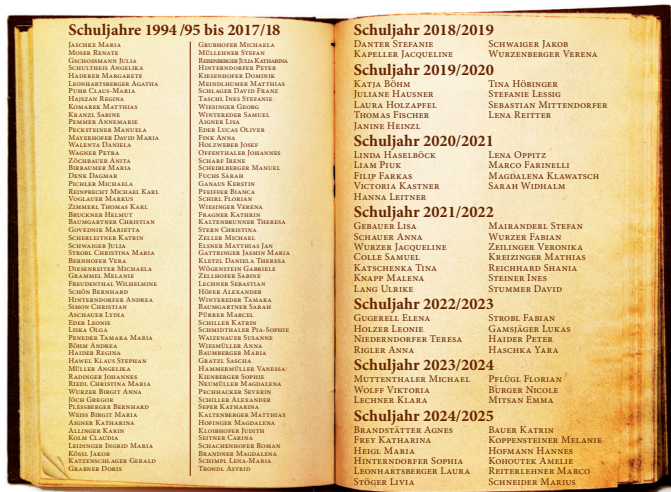 Schuljahre 1994 /95 bis 2017/18
Jaschke Maria
Moser Renate
Gschossmann Julia
Schultheis Angelika
Haderer Margarete
Leonhartsberger Agatha
Puhr Claus-Maria
Hajszan Regina
Komarek Matthias
Kranzl Sabine
Pemmer Annemarie
Pecksteiner Manuela
Mayerhofer David Maria
Walenta Daniela
Wagner Petra
Zöchbauer Anita
Birbaumer Maria
Denk Dagmar
Pichler Michaela
Reinprecht Michael Karl
Voglauer Markus
Zimmerl Thomas Karl
Bruckner Helmut
Baumgartner Christian
Govednik Marietta
Scherleitner Katrin
Schwaiger Julia
Strobl Christina Maria
Bernhofer Vera
Diesenreiter Michaela
Grammel Melanie
Freudenthal Wilhelmine
Schön Bernhard
Hinterndorfer Andrea
Simon Christian
Aschauer Lydia
Eder Leonie
Liska Olga
Peneder Tamara Maria
Böhm Andrea
Haider Regina
Hawel Klaus Stephan
Müller Angelika
Radinger Johannes
Riedl Christina Maria
Wurzer Birgit Anna
Jöch Gregor
Plessberger Bernhard
Weiss Birgit Maria
Aigner Katharina
Allinger Karin
Kolm Claudia
Leidinger Ingrid Maria
Kössl Jakob
Katzenschlager Gerald
Grabner Doris
Grubhofer Michaela
Müllehner Stefan
Reisenberger Julia Katharina
Hinterndorfer Peter
Kiesenhofer Dominik
Meindlhumer Matthias
Schlager David Franz
Taschl Ines Stefanie
Wiesinger Georg
Wintereder Samuel
Aigner Lisa
Eder Lucas Oliver
Fink Anna
Holzweber Josef
Offenthaler Johannes
Scharf Irene
Scheiblberger Manuel
Fuchs Sarah
Ganaus Kerstin
Pfeiffer Bianca
Schirl Florian
Wiesinger Verena
Fragner Kathrin
Kaltenbrunner Theresa
Stern Christina
Zeller Michael
Elsner Matthias Jan
Gattringer Jasmin Maria
Kletzl Daniela Theresa
Wögenstein Gabriele
Zellhofer Sabine
Lechner Sebastian
Höfer Alexander
Wintereder Tamara
Baumgartner Sarah
Pürrer Marcel
Schiller Katrin
Schmidthaler Pia-Sophie
Waizenauer Susanne
Wiesmüller Anna
Baumberger Maria
Gratzl Sascha
Hammermüller Vanessa
Kienberger Sophie
Neumüller Magdalena
Pechhacker Severin
Schiller Alexander
Seper Katharina
Kaltenberger Matthias
Hofinger Magdalena
Kloibhofer Judith
Seitner Carina
Schachenhofer Roman
Brandner Magdalena
Schimpl Lena-Maria
Trondl Astrid
Schuljahr 2018/2019
Danter Stefanie Schwaiger Jakob
Kapeller Jacqueline Wurzenberger Verena
Schuljahr 2019/2020
Katja Böhm Tina Höbinger
Juliane Hausner Stefanie Lessig
Laura Holzapfel Sebastian Mittendorfer
Thomas Fischer Lena Reitter
Janine Heinzl
Schuljahr 2020/2021
Linda Haselböck Lena Oppitz
Liam Piuk Marco Farinelli
Filip Farkas Magdalena Klawatsch
Victoria Kastner Sarah Widhalm
Hanna Leitner
Schuljahr 2021/2022
Gebauer Lisa Mairanderl Stefan
Schauer Anna Wurzer Fabian
Wurzer Jacqueline Zeilinger Veronika
Colle Samuel Kreizinger Mathias
Katschenka Tina Reichhard Shania
Knapp Malena Steiner Ines
Lang Ulrike Stummer David
Schuljahr 2022/2023
Gugerell Elena Strobl Fabian
Holzer Leonie Gamsjäger Lukas
Niederndorfer Teresa Haider Peter
Rigler Anna Haschka Yara
Schuljahr 2023/2024
Muttenthaler Michael Pflügl Florian
Wolff Viktoria Bürger Nicole
Lechner Klara Mitsan Emma
Schuljahr 2024/2025
Brandstätter Agnes Bauer Katrin
Frey Katharina Koppensteiner Melanie
Heigl Maria Hofmann Hannes
Hinterndorfer Sophia Kohoutek Amelie
Leonhartsberger Laura Reiterlehner Marco
Stöger Livia Schneider Marius